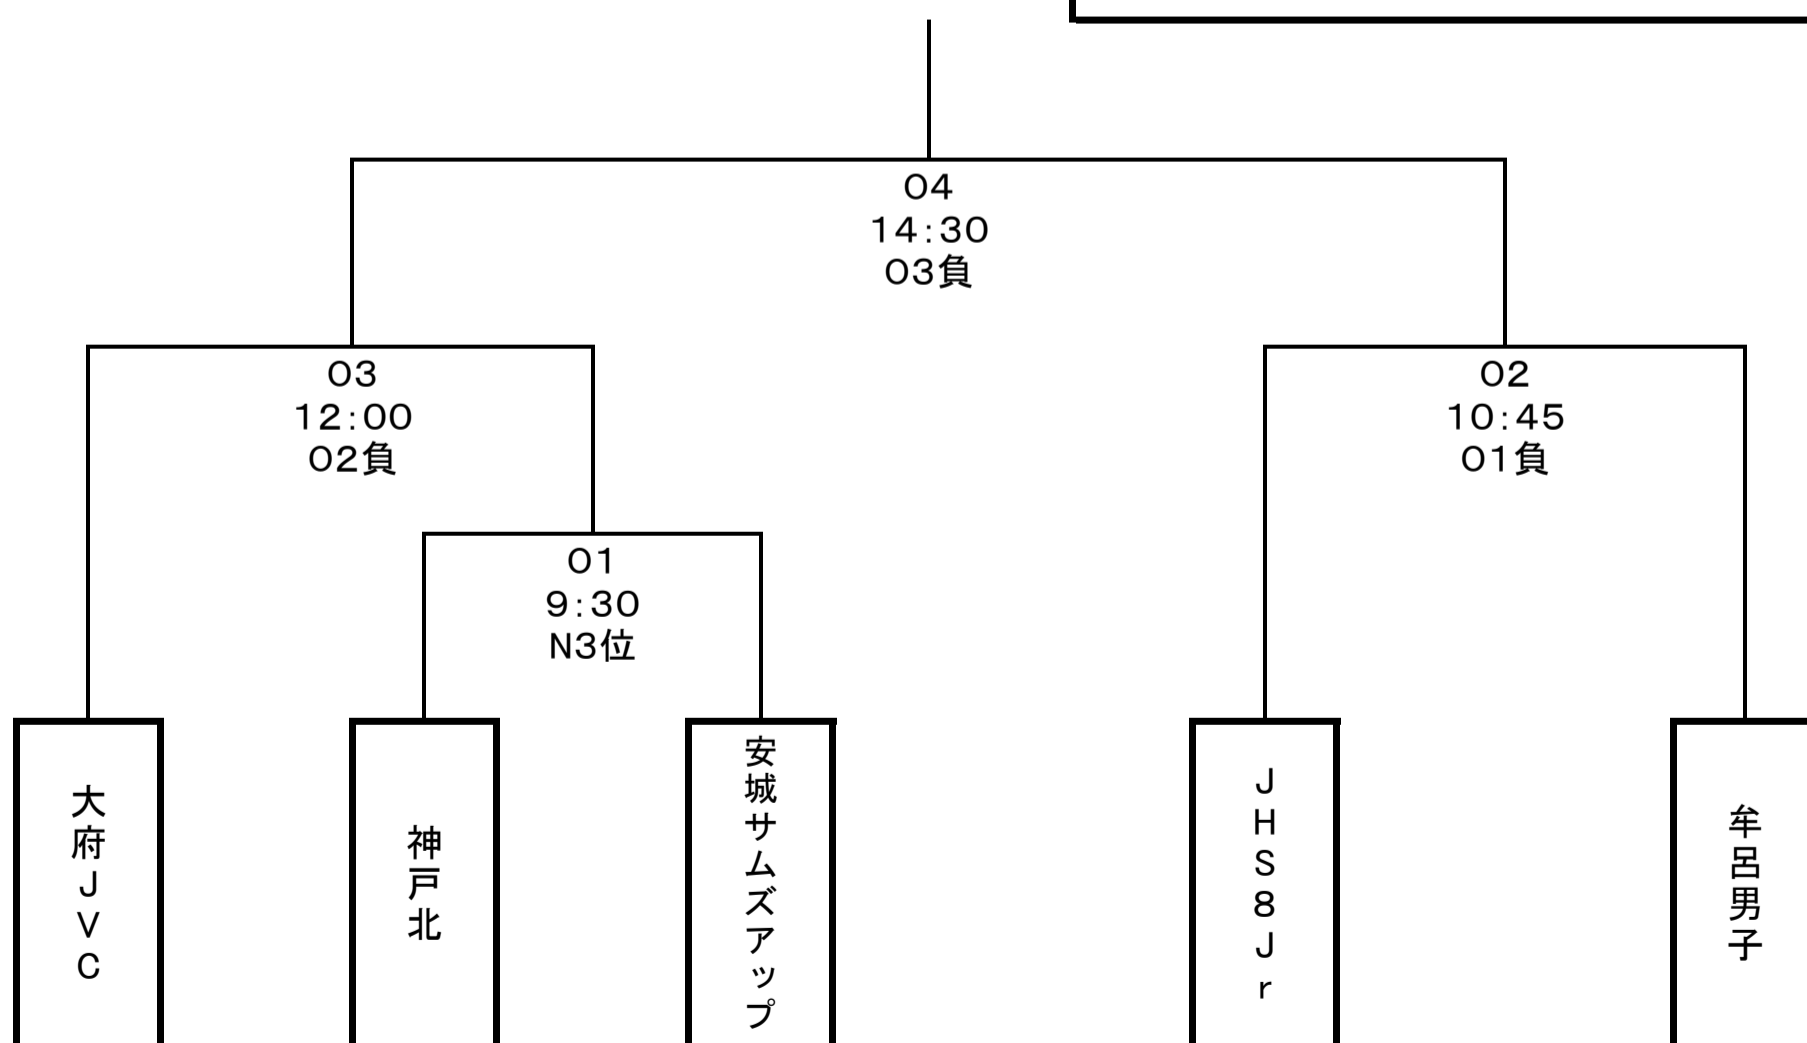 O4
14:30
O3負
O3
12:00
O2負
O2
10:45
O1負
O1
9:30
N3位
大府JVC
神戸北
安城サムズアップ
JHS8Jr
牟呂男子